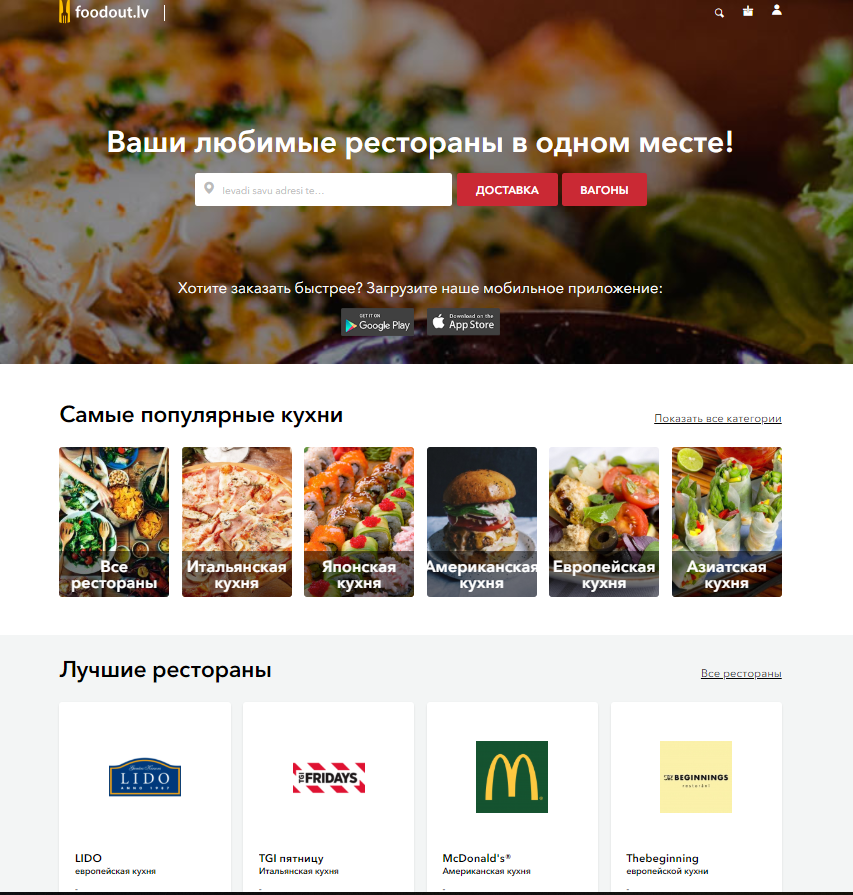 foodout.lv
Ваши любимые рестораны в одном месте!
Ievadi savu adresi te...
ДОСТАВКА
ВАГОНЫ
Хотите заказать быстрее? Загрузите наше мобильное приложение:
GET IT ON
Google Play
Download on the
App Store
Самые популярные кухни
Показать все категории
Все
рестораны
Итальянская
кухня
Японская
кухня
Американская
кухня
Европейская
кухня
Азиатская
кухня
Лучшие рестораны
Все рестораны
LIDO
ANNO 1987
TGI
FRIDAYS
THE BEGINNINGS
LIDO
европейская кухня
TGI пятницу
Итальянская кухня
McDonald's®
Американская кухня
Thebeginning
европейской кухни